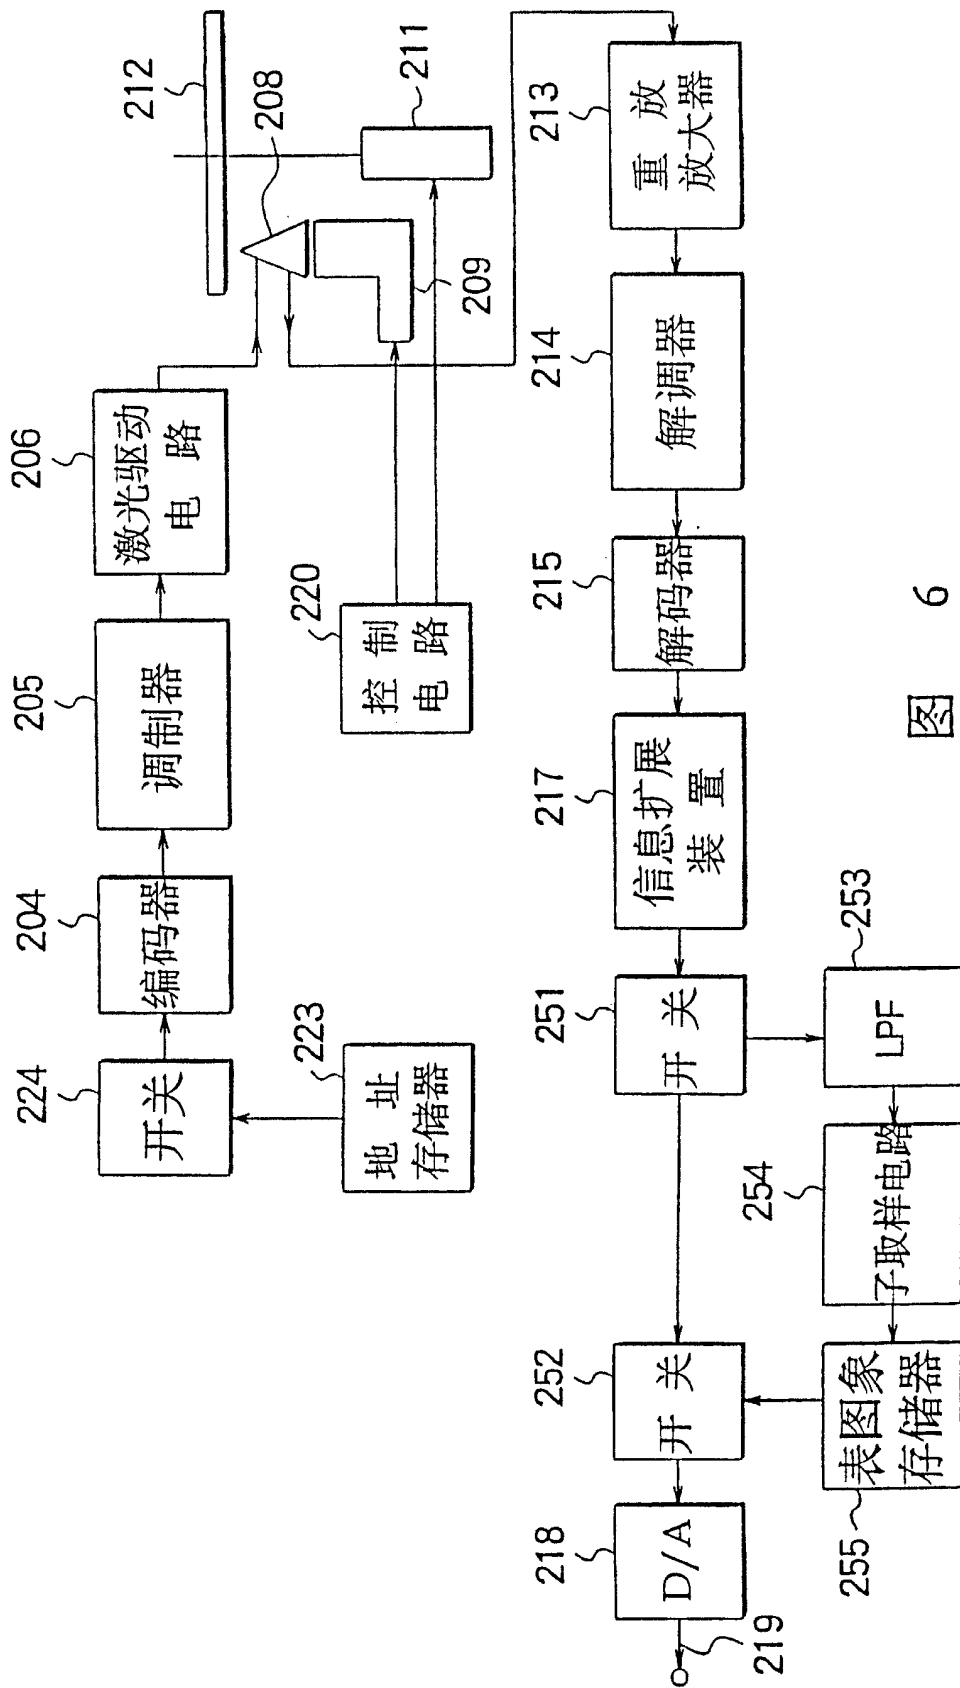 212
208
211
206
激光驱动
电路
205
调制器
204
编码器
224
开关
223
地址
存储器
220
控制
电路
209
213
重放
放大器
214
解调器
215
解码器
217
信息扩展
装置
251
开关
252
开关
218
D/A
219
253
LPF
254
子取样电路
255
表图象
存储器
图 6